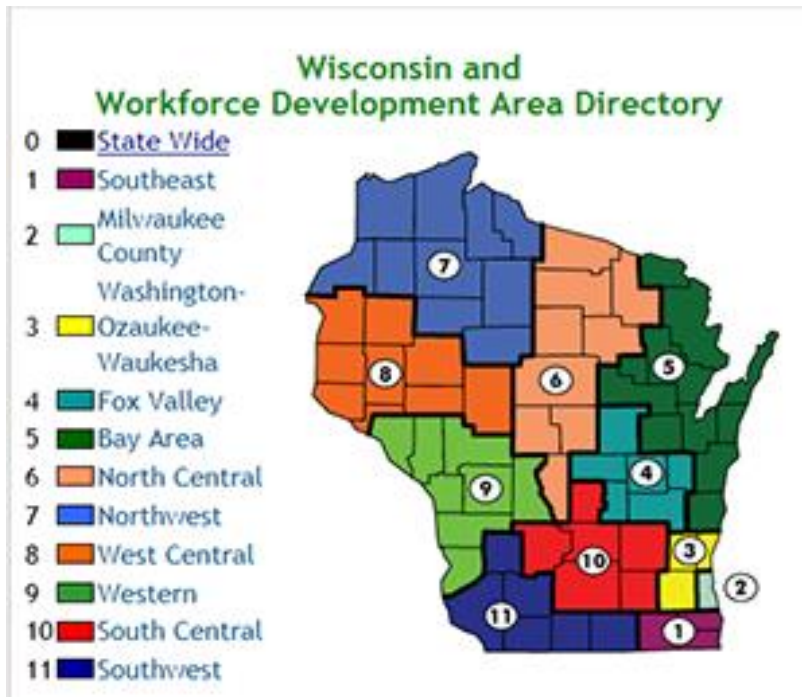 Wisconsin and
Workforce Development Area Directory
0 State Wide
1 Southeast
2 Milwaukee
County
3 Washington-
Ozaukee-
Waukesha
4 Fox Valley
5 Bay Area
6 North Central
7 Northwest
8 West Central
9 Western
10 South Central
11 Southwest
7
8
5
6
4
9
3
10
2
11
1